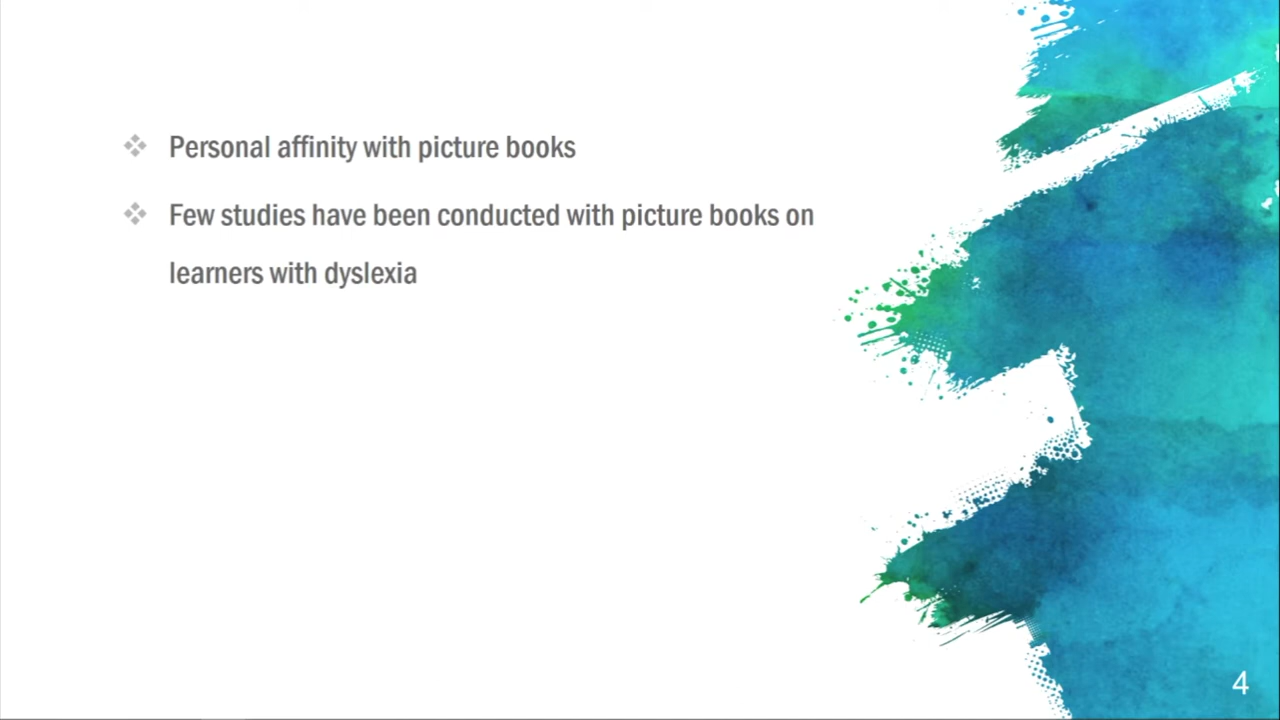 Personal affinity with picture books
Few studies have been conducted with picture books on
learners with dyslexia
4